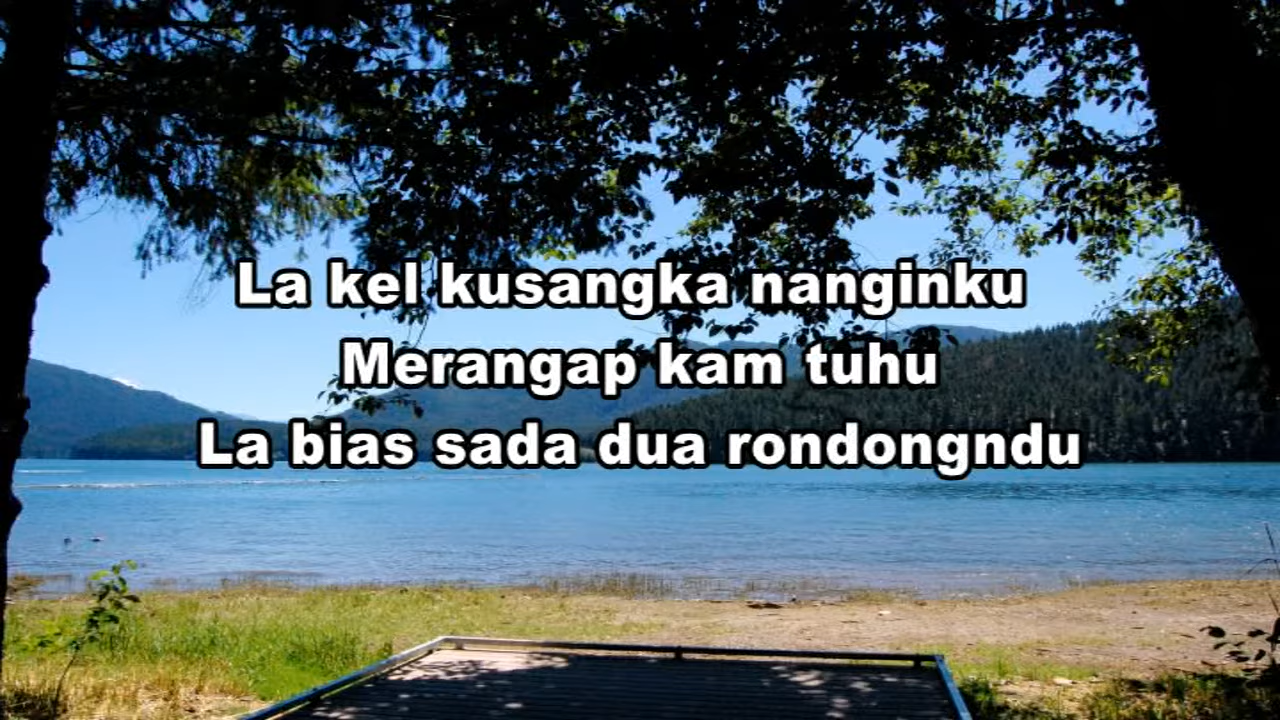 La kel kusangka nanginku
Merangap kam tuhu
La bias sada dua rondongndu